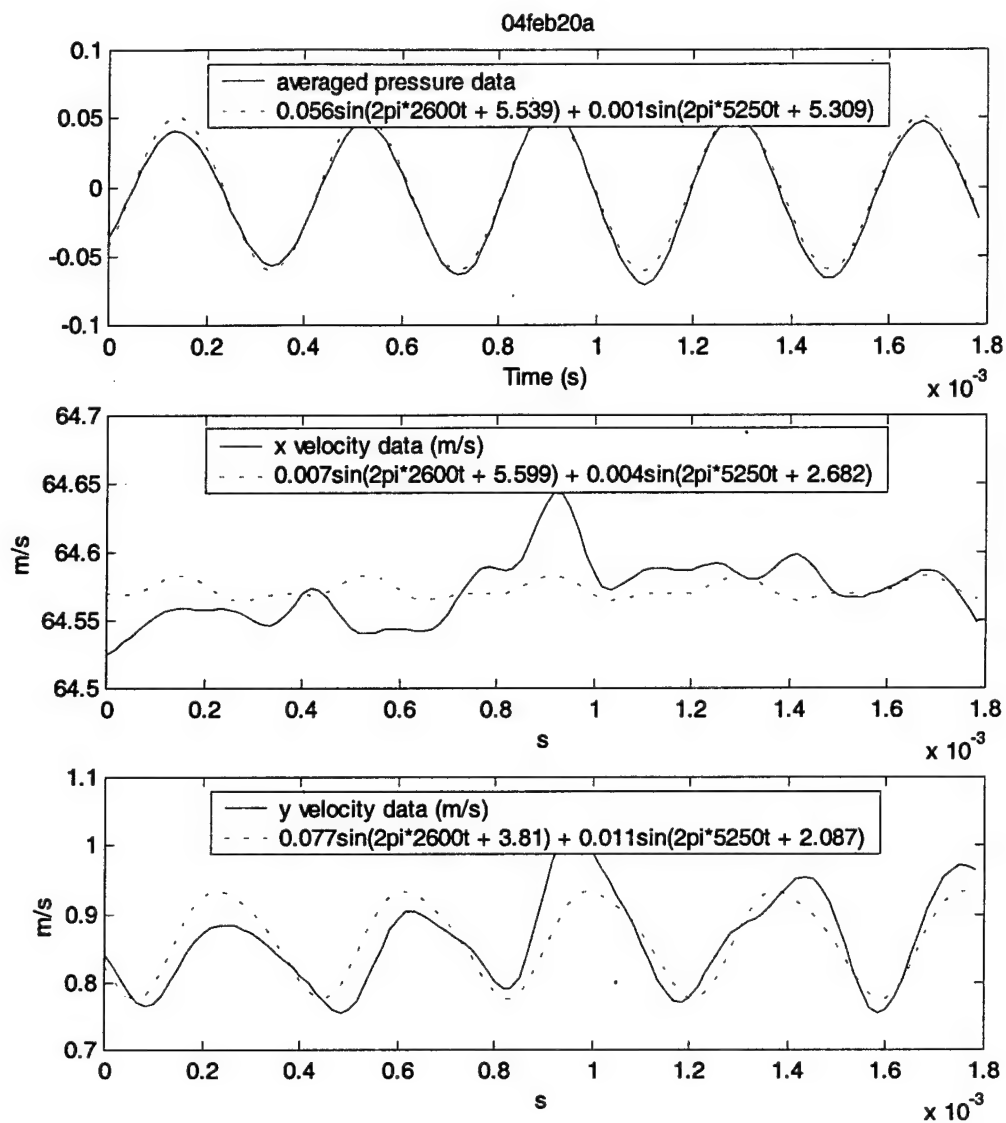 04feb20a
0.1
0.05
0
-0.05
-0.1
averaged pressure data
0.056sin(2pi*2600t + 5.539) + 0.001sin(2pi*5250t + 5.309)
0 0.2 0.4 0.6 0.8 1 1.2 1.4 1.6 1.8
Time (s)
x 10-3
64.7
64.65
64.6
64.55
64.5
m/s
x velocity data (m/s)
0.007sin(2pi*2600t + 5.599) + 0.004sin(2pi*5250t + 2.682)
0 0.2 0.4 0.6 0.8 1 1.2 1.4 1.6 1.8
s
x 10-3
1.1
1
0.9
0.8
0.7
m/s
y velocity data (m/s)
0.077sin(2pi*2600t + 3.81) + 0.011sin(2pi*5250t + 2.087)
0 0.2 0.4 0.6 0.8 1 1.2 1.4 1.6 1.8
s
x 10-3